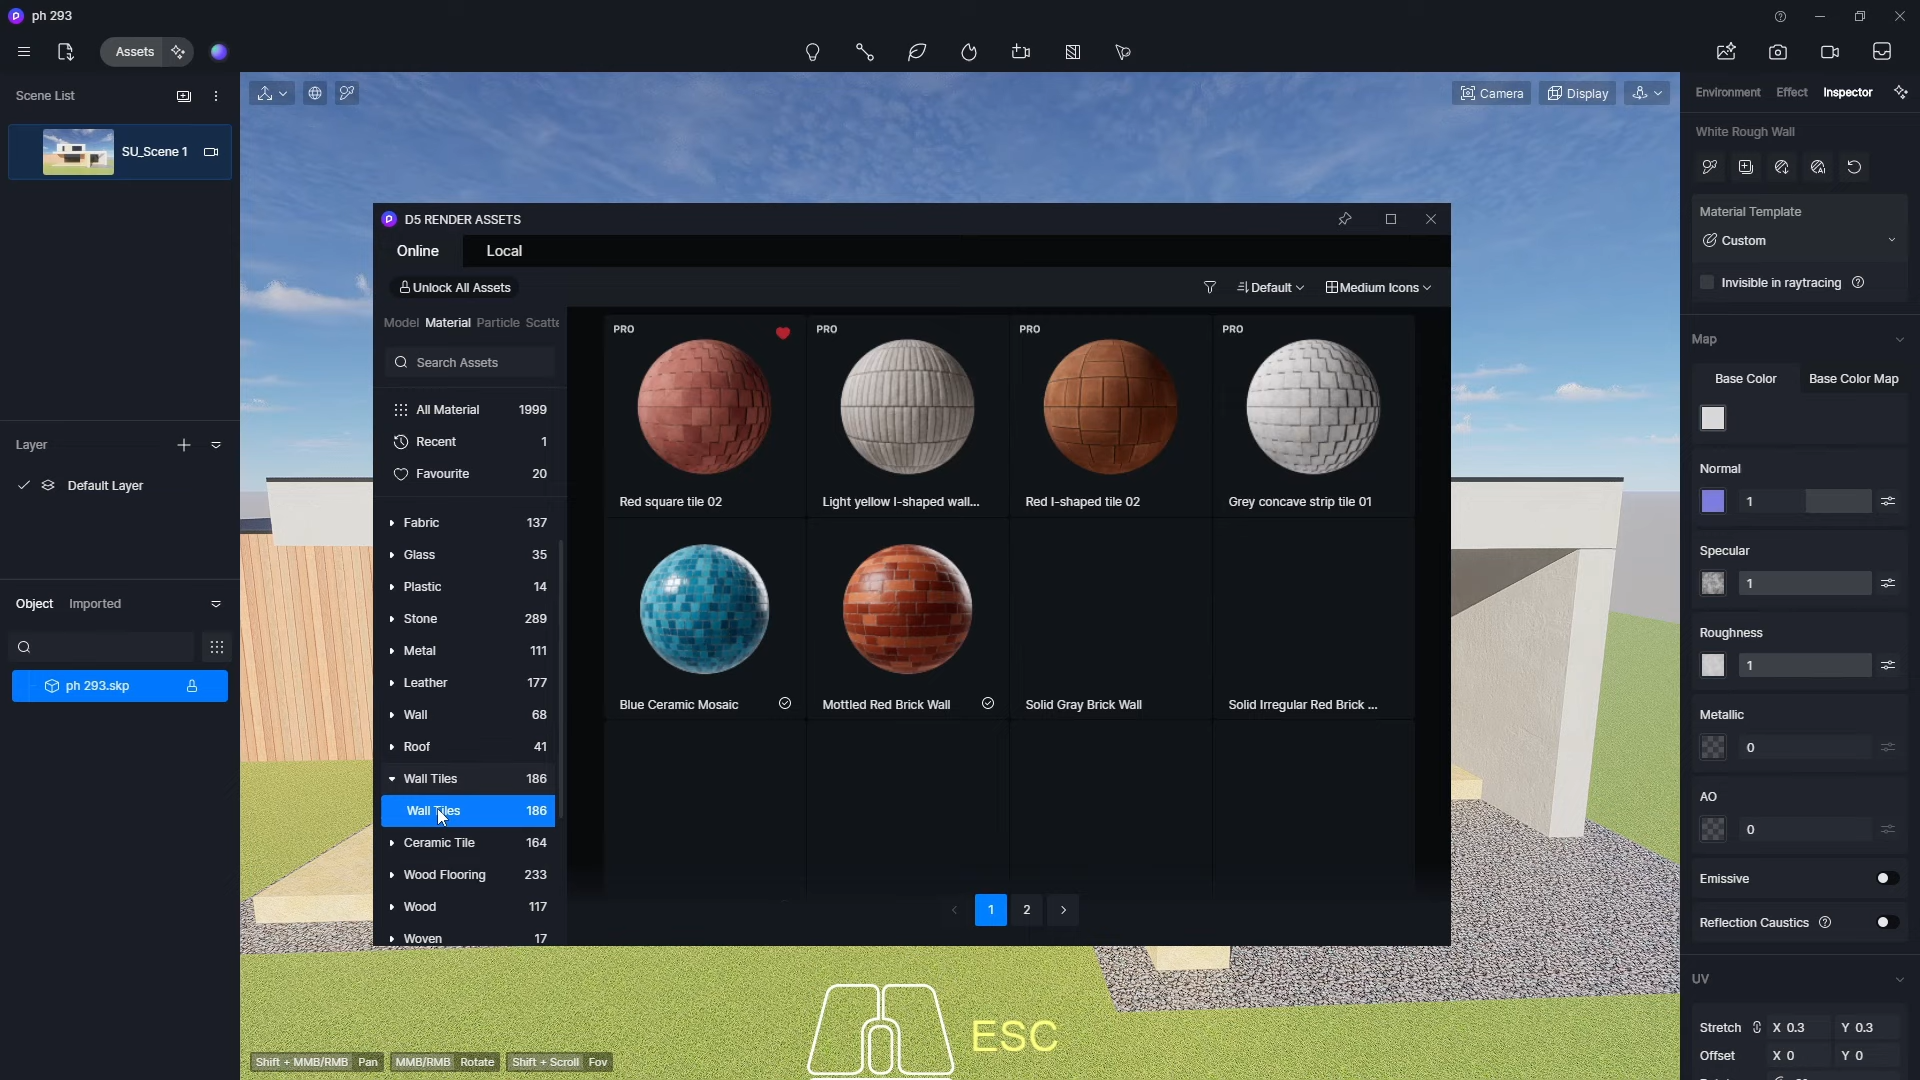 ph 293
Assets
Scene List
SU_Scene 1
Layer
Default Layer
Object Imported
ph 293.skp
Camera Display
D5 RENDER ASSETS
Online Local
Unlock All Assets
Default Medium Icons
Model Material Particle Scatte
Search Assets
All Material 1999
Recent 1
Favourite 20
Fabric 137
Glass 35
Plastic 14
Stone 289
Metal 111
Leather 177
Wall 68
Roof 41
Wall Tiles 186
Wall Tiles 186
Ceramic Tile 164
Wood Flooring 233
Wood 117
Woven 17
PRO PRO PRO PRO
Red square tile 02 Light yellow I-shaped wall... Red I-shaped tile 02 Grey concave strip tile 01
Blue Ceramic Mosaic Mottled Red Brick Wall Solid Gray Brick Wall Solid Irregular Red Brick ...
1 2
ESC
Shift + MMB/RMB Pan MMB/RMB Rotate Shift + Scroll Fov
Environment Effect Inspector
White Rough Wall
Material Template
Custom
Invisible in raytracing
Map
Base Color Base Color Map
Normal
1
Specular
1
Roughness
1
Metallic
0
AO
0
Emissive
Reflection Caustics
UV
Stretch X 0.3 Y 0.3
Offset X 0 Y 0